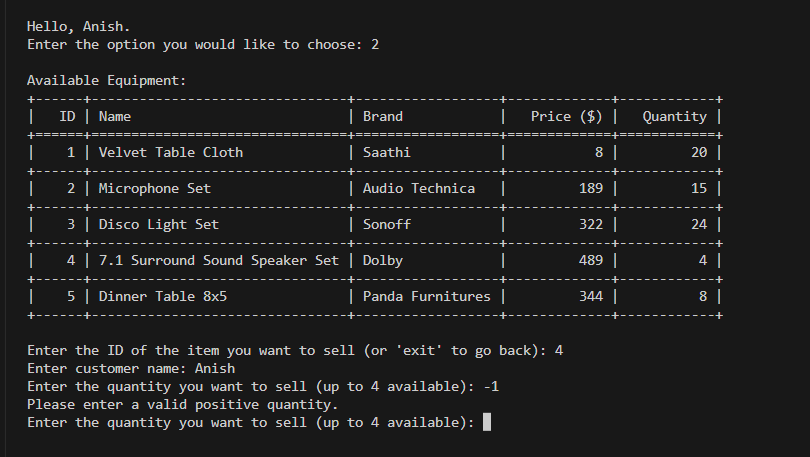 Hello, Anish.
Enter the option you would like to choose: 2
Available Equipment:
+------+--------------------------------+------------------+-------------+------------+
|   ID | Name                           | Brand            |   Price ($) |   Quantity |
+======+================================+==================+=============+============+
|    1 | Velvet Table Cloth             | Saathi           |           8 |         20 |
+------+--------------------------------+------------------+-------------+------------+
|    2 | Microphone Set                 | Audio Technica   |         189 |         15 |
+------+--------------------------------+------------------+-------------+------------+
|    3 | Disco Light Set                | Sonoff           |         322 |         24 |
+------+--------------------------------+------------------+-------------+------------+
|    4 | 7.1 Surround Sound Speaker Set | Dolby            |         489 |          4 |
+------+--------------------------------+------------------+-------------+------------+
|    5 | Dinner Table 8x5               | Panda Furnitures |         344 |          8 |
+------+--------------------------------+------------------+-------------+------------+
Enter the ID of the item you want to sell (or 'exit' to go back): 4
Enter customer name: Anish
Enter the quantity you want to sell (up to 4 available): -1
Please enter a valid positive quantity.
Enter the quantity you want to sell (up to 4 available):